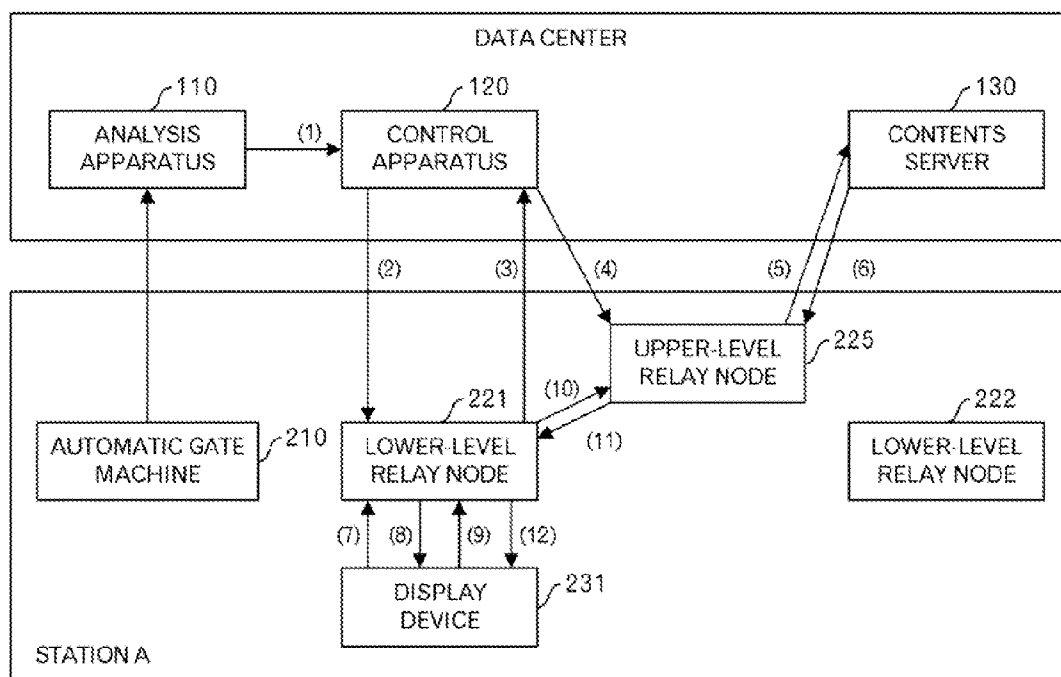 DATA CENTER
110
120
130
ANALYSIS
APPARATUS
(1)
CONTROL
APPARATUS
CONTENTS
SERVER
(2)
(3)
(4)
(5)
(6)
UPPER-LEVEL
RELAY NODE
225
(10)
(11)
221
222
AUTOMATIC GATE
MACHINE
210
LOWER-LEVEL
RELAY NODE
LOWER-LEVEL
RELAY NODE
(7)
(8)
(9)
(12)
DISPLAY
DEVICE
231
STATION A